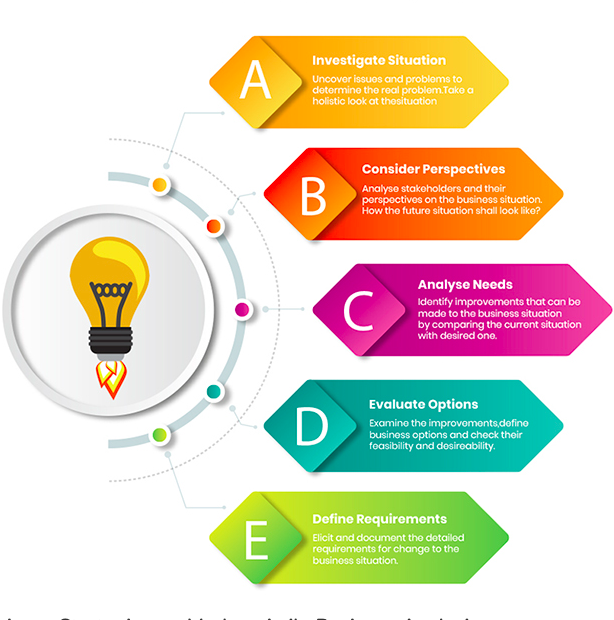 A
Investigate Situation
Uncover issues and problems to
determine the real problem.Take a
holistic look at thesituation
B
Consider Perspectives
Analyse stakeholders and their
perspectives on the business situation.
How the future situation shall look like?
C
Analyse Needs
Identify improvements that can be
made to the business situation
by comparing the current situation
with desired one.
D
Evaluate Options
Examine the improvements,define
business options and check their
feasibility and desireability.
E
Define Requirements
Elicit and document the detailed
requirements for change to the
business situation.